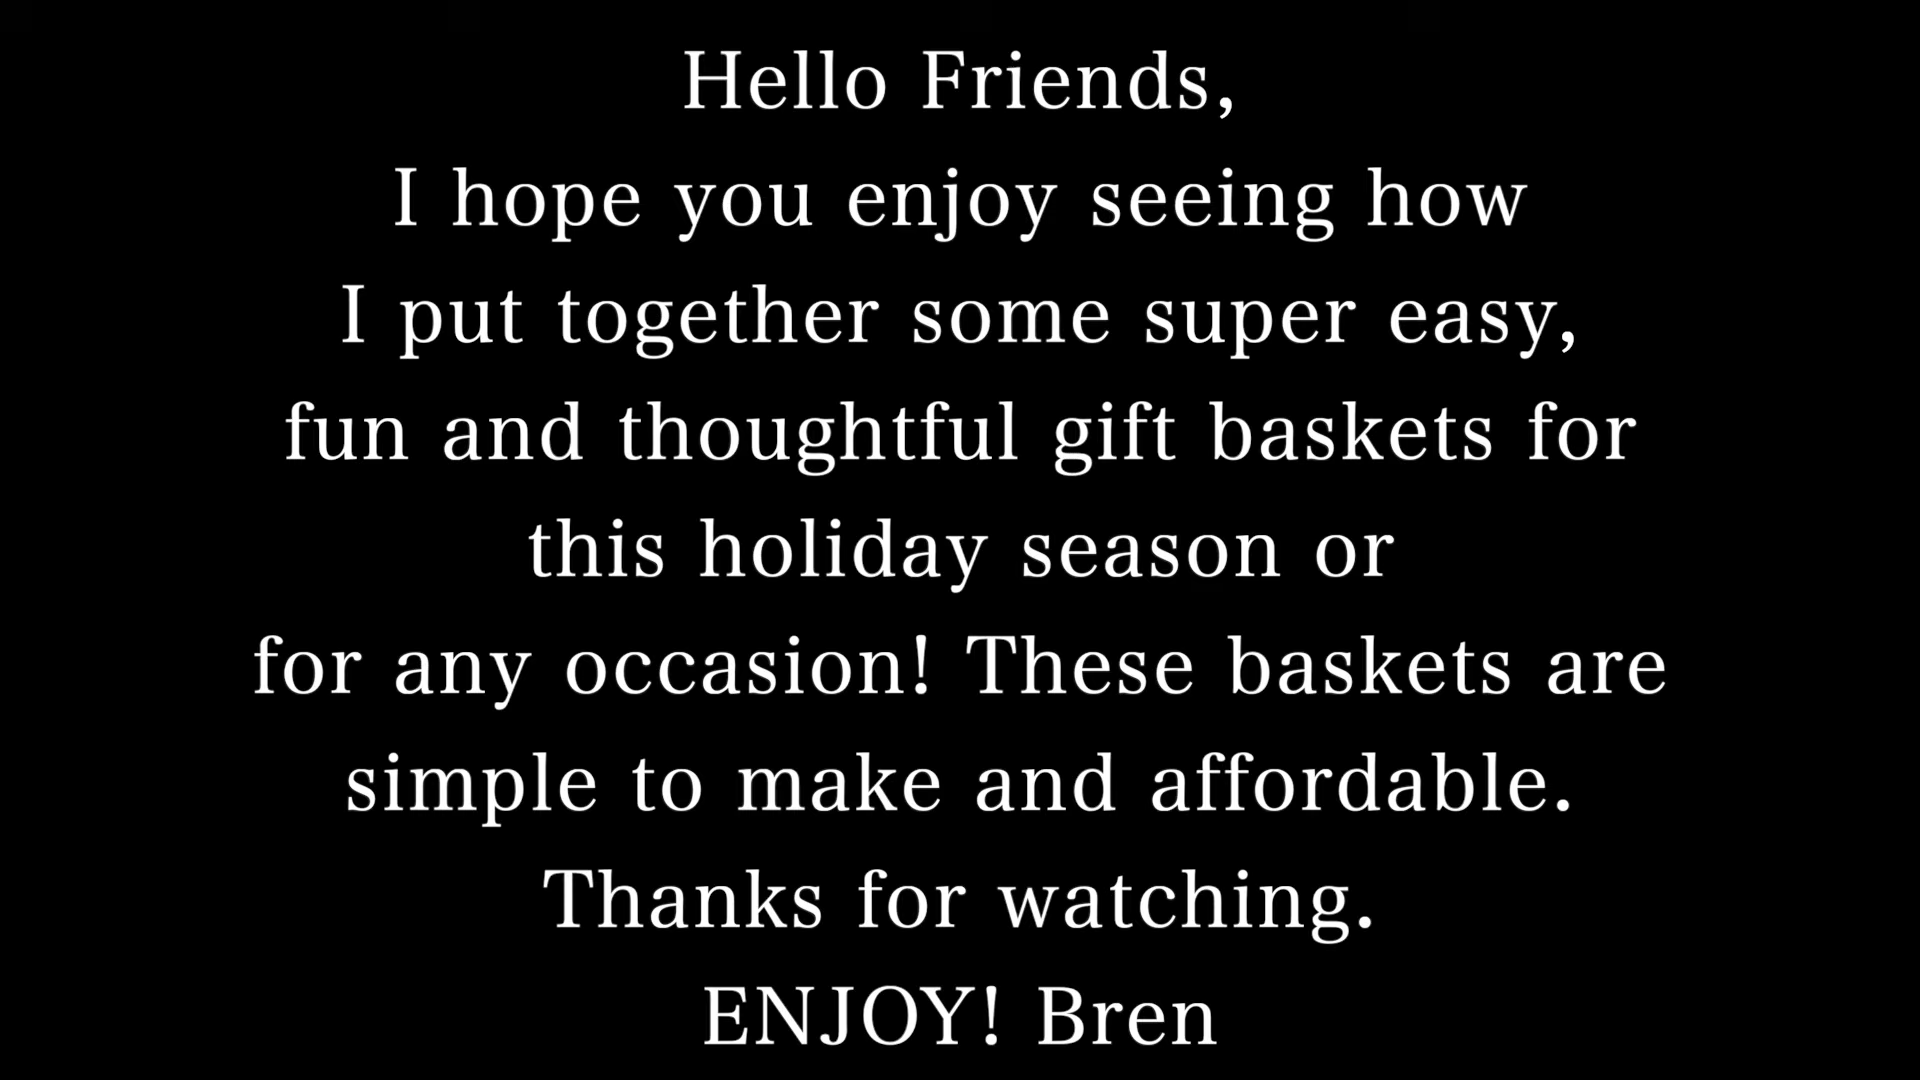 Hello Friends,
I hope you enjoy seeing how
I put together some super easy,
fun and thoughtful gift baskets for
this holiday season or
for any occasion! These baskets are
simple to make and affordable.
Thanks for watching.
ENJOY! Bren